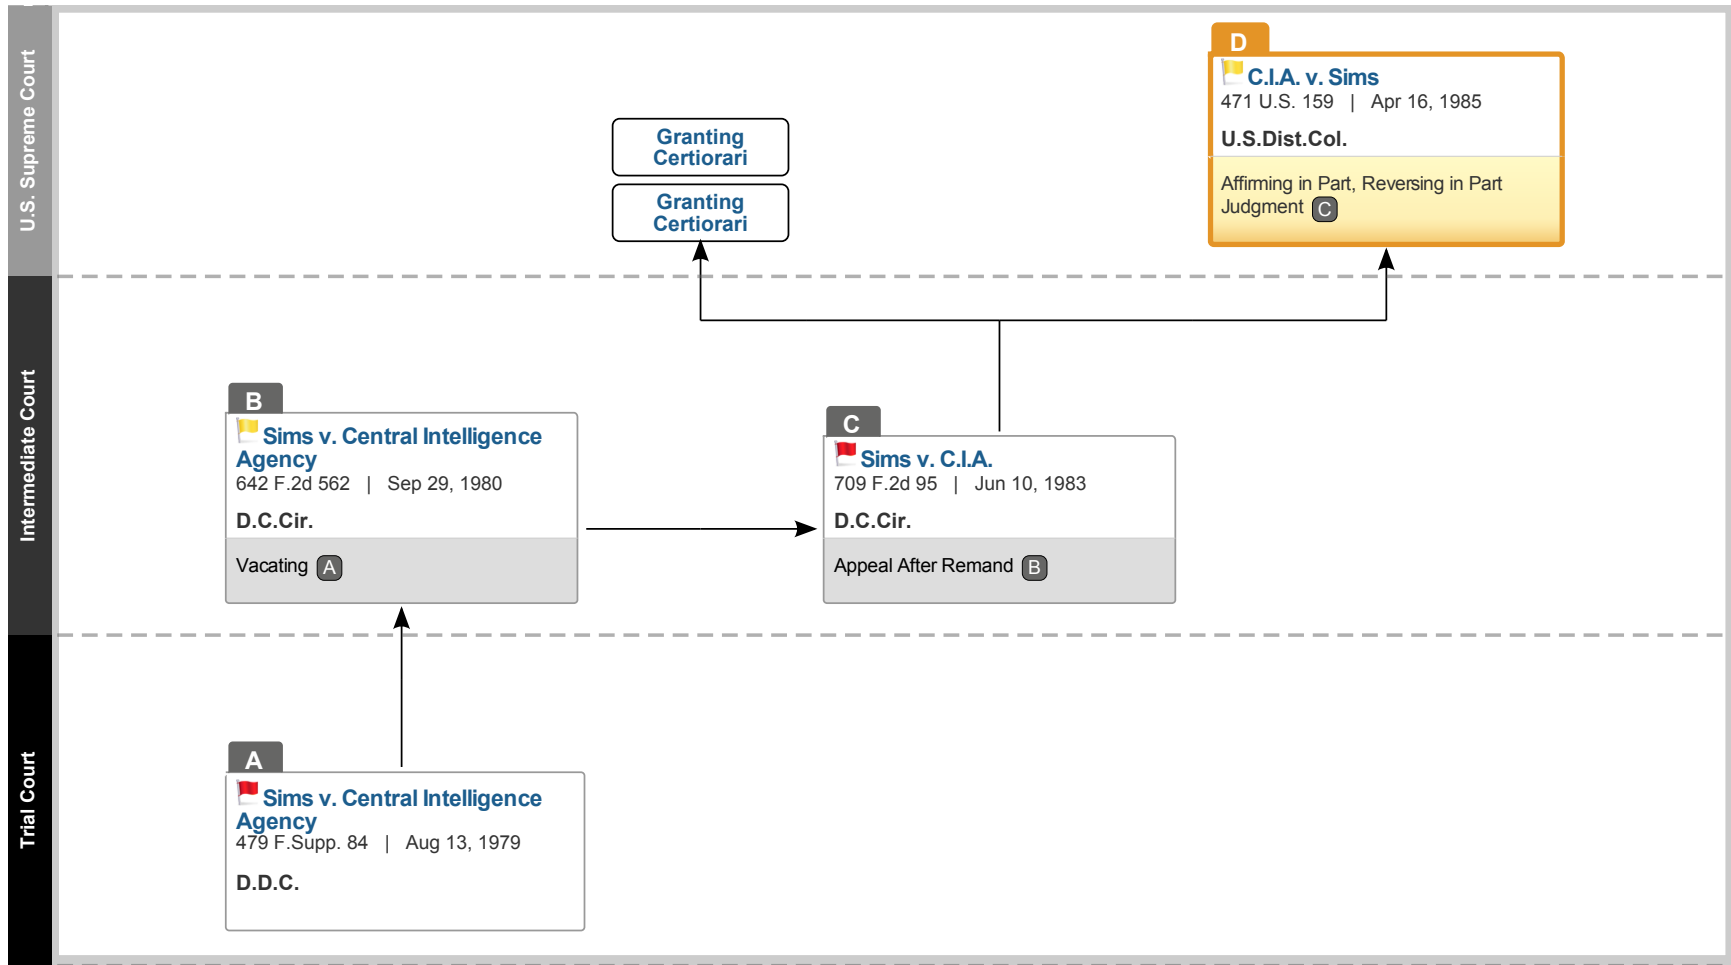 U.S. Supreme Court
D
C.I.A. v. Sims
471 U.S. 159 | Apr 16, 1985
U.S.Dist.Col.
Affirming in Part, Reversing in Part
Judgment C
Granting
Certiorari
Granting
Certiorari
Intermediate Court
B
Sims v. Central Intelligence
Agency
642 F.2d 562 | Sep 29, 1980
D.C.Cir.
Vacating A
C
Sims v. C.I.A.
709 F.2d 95 | Jun 10, 1983
D.C.Cir.
Appeal After Remand B
Trial Court
A
Sims v. Central Intelligence
Agency
479 F.Supp. 84 | Aug 13, 1979
D.D.C.